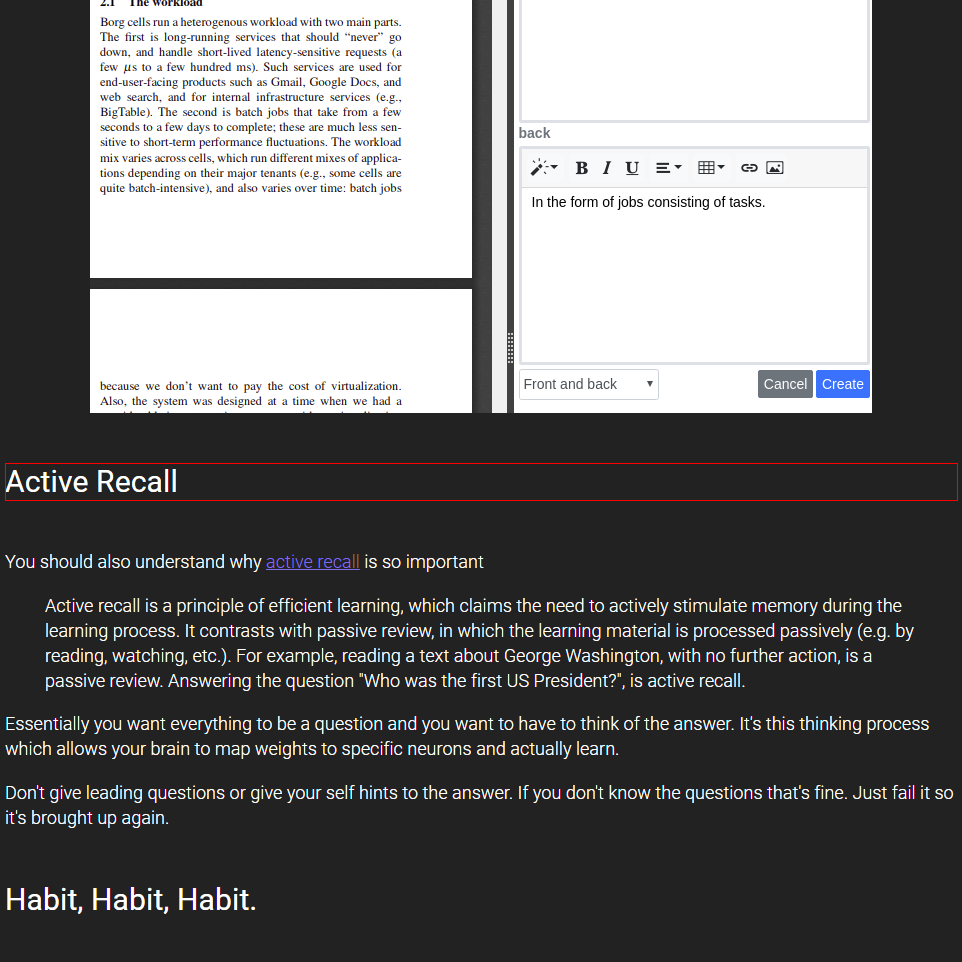 2.1 The workload
Borg cells run a heterogenous workload with two main parts.
The first is long-running services that should “never” go
down, and handle short-lived latency-sensitive requests (a
few μs to a few hundred ms). Such services are used for
end-user-facing products such as Gmail, Google Docs, and
web search, and for internal infrastructure services (e.g.,
BigTable). The second is batch jobs that take from a few
seconds to a few days to complete; these are much less sen-
sitive to short-term performance fluctuations. The workload
mix varies across cells, which run different mixes of applica-
tions depending on their major tenants (e.g., some cells are
quite batch-intensive), and also varies over time: batch jobs
because we don’t want to pay the cost of virtualization.
Also, the system was designed at a time when we had a
back
B I U
In the form of jobs consisting of tasks.
Front and back
Cancel Create
Active Recall
You should also understand why active recall is so important
Active recall is a principle of efficient learning, which claims the need to actively stimulate memory during the
learning process. It contrasts with passive review, in which the learning material is processed passively (e.g. by
reading, watching, etc.). For example, reading a text about George Washington, with no further action, is a
passive review. Answering the question "Who was the first US President?", is active recall.
Essentially you want everything to be a question and you want to have to think of the answer. It's this thinking process
which allows your brain to map weights to specific neurons and actually learn.
Don't give leading questions or give your self hints to the answer. If you don't know the questions that's fine. Just fail it so
it's brought up again.
Habit, Habit, Habit.